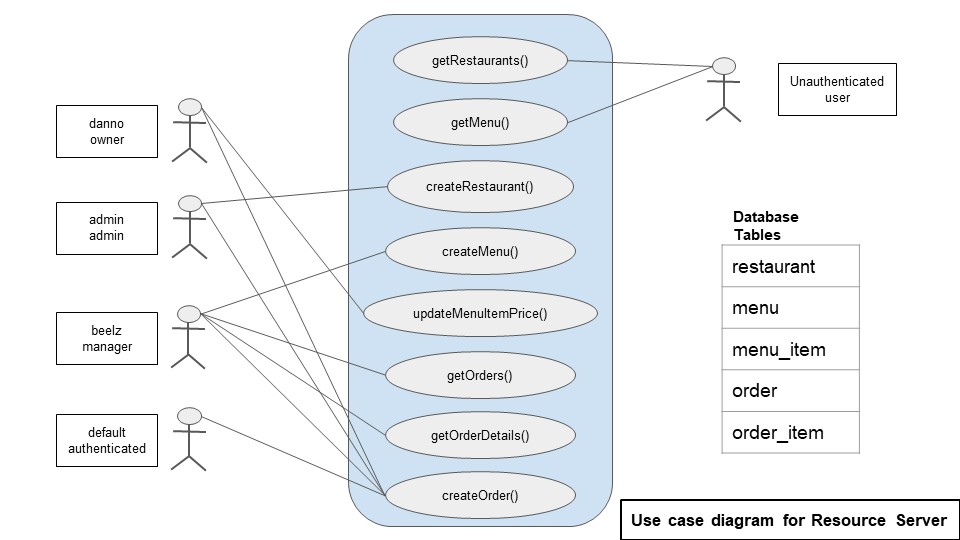 getRestaurants()
getMenu()
createRestaurant()
createMenu()
updateMenuItemPrice()
getOrders()
getOrderDetails()
createOrder()
danno
owner
admin
admin
beelz
manager
default
authenticated
Unauthenticated
user
Database
Tables
restaurant
menu
menu_item
order
order_item
Use case diagram for Resource Server